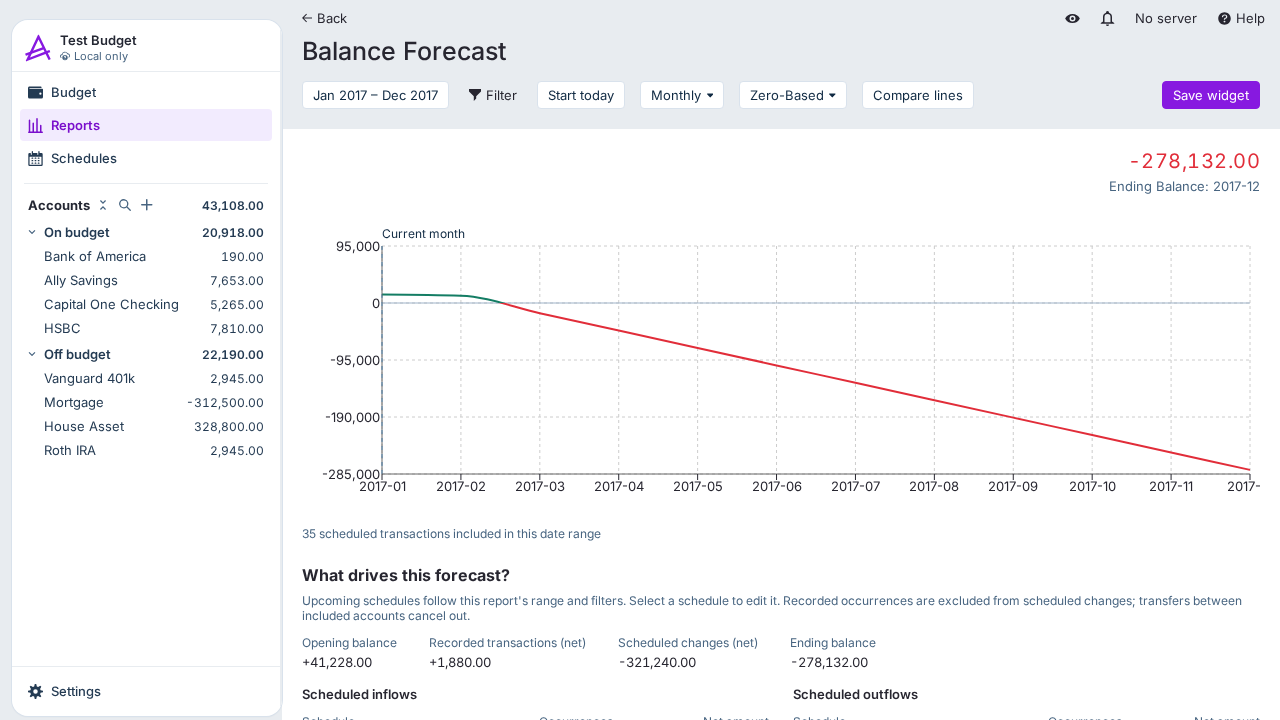 Test Budget
Local only
Budget
Reports
Schedules
Accounts 43,108.00
On budget 20,918.00
Bank of America 190.00
Ally Savings 7,653.00
Capital One Checking 5,265.00
HSBC 7,810.00
Off budget 22,190.00
Vanguard 401k 2,945.00
Mortgage -312,500.00
House Asset 328,800.00
Roth IRA 2,945.00
Settings
Back
No server
Help
Balance Forecast
Jan 2017 – Dec 2017
Filter
Start today
Monthly
Zero-Based
Compare lines
Save widget
-278,132.00
Ending Balance: 2017-12
Current month
95,000
0
-95,000
-190,000
-285,000
2017-01 2017-02 2017-03 2017-04 2017-05 2017-06 2017-07 2017-08 2017-09 2017-10 2017-11 2017-
35 scheduled transactions included in this date range
What drives this forecast?
Upcoming schedules follow this report's range and filters. Select a schedule to edit it. Recorded occurrences are excluded from scheduled changes; transfers between
included accounts cancel out.
Opening balance Recorded transactions (net) Scheduled changes (net) Ending balance
+41,228.00 +1,880.00 -321,240.00 -278,132.00
Scheduled inflows Scheduled outflows
Schedule Occurrences Net amount Schedule Occurrences Net amount